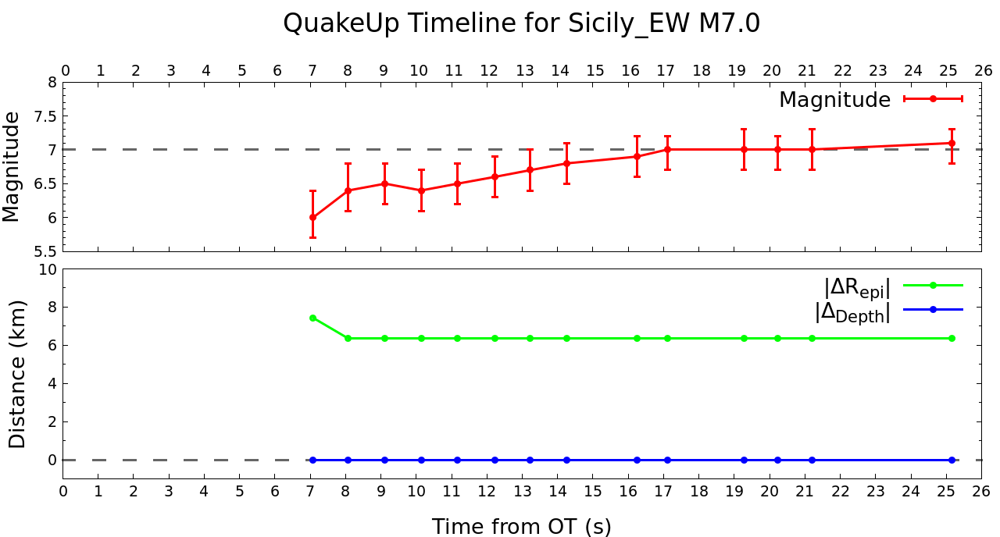 QuakeUp Timeline for Sicily_EW M7.0
0 1 2 3 4 5 6 7 8 9 10 11 12 13 14 15 16 17 18 19 20 21 22 23 24 25 26
Magnitude
8
7.5
7
6.5
6
5.5
Magnitude
Distance (km)
10
8
6
4
2
0
|ΔRepi|
|ΔDepth|
0 1 2 3 4 5 6 7 8 9 10 11 12 13 14 15 16 17 18 19 20 21 22 23 24 25 26
Time from OT (s)